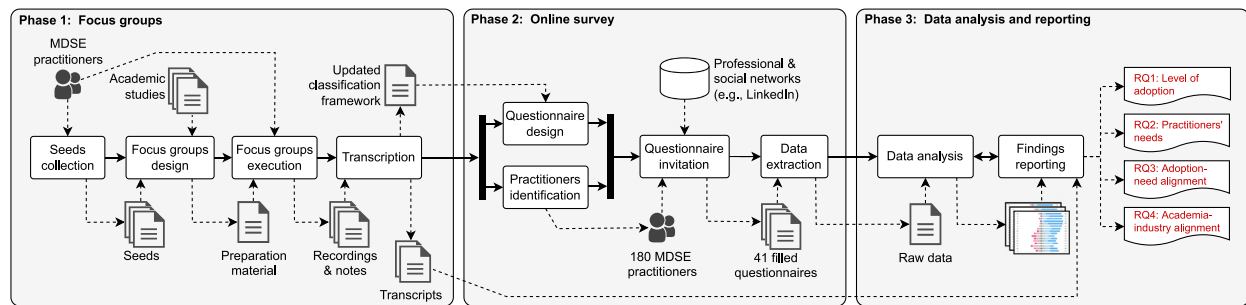 Phase 1: Focus groups
MDSE
practitioners
Academic
studies
Updated
classification
framework
Seeds
collection
Focus groups
design
Focus groups
execution
Transcription
Seeds
Preparation
material
Recordings
& notes
Transcripts
Phase 2: Online survey
Professional &
social networks
(e.g., LinkedIn)
Questionnaire
design
Practitioners
identification
Questionnaire
invitation
Data
extraction
180 MDSE
practitioners
41 filled
questionnaires
Phase 3: Data analysis and reporting
Data analysis
Findings
reporting
Raw data
RQ1: Level of
adoption
RQ2: Practitioners'
needs
RQ3: Adoption-
need alignment
RQ4: Academia-
industry alignment